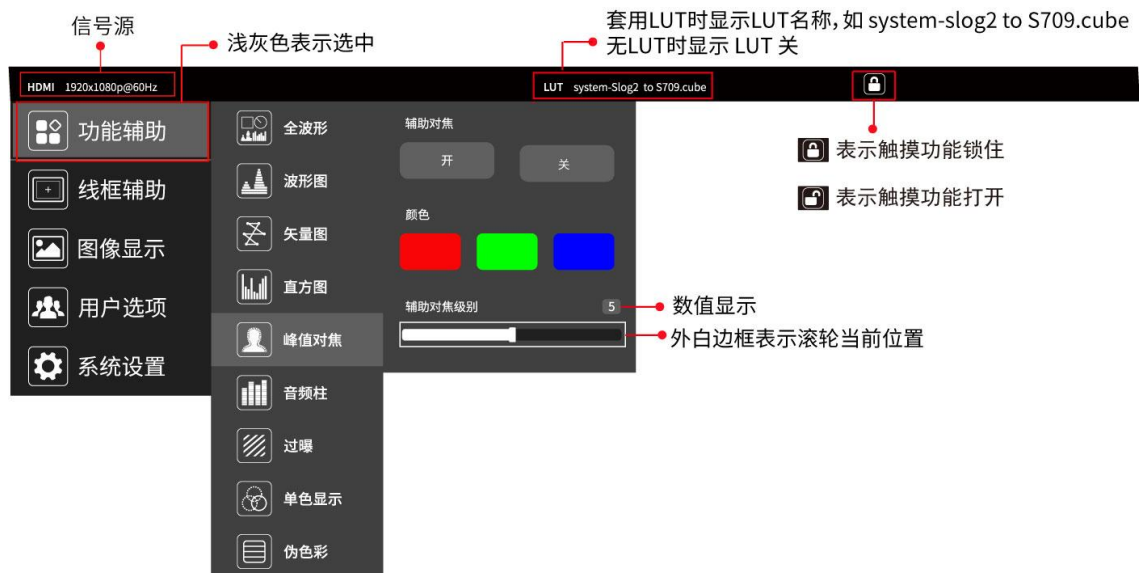 信号源
浅灰色表示选中
套用LUT时显示LUT名称，如 system-slog2 to S709.cube
无LUT时显示 LUT 关
HDMI 1920x1080p@60Hz
LUT system-Slog2 to S709.cube
功能辅助
线框辅助
图像显示
用户选项
系统设置
全波形
波形图
矢量图
直方图
峰值对焦
音频柱
过曝
单色显示
伪色彩
辅助对焦
开 关
颜色
辅助对焦级别 5
数值显示
外白边框表示滚轮当前位置
表示触摸功能锁住
表示触摸功能打开